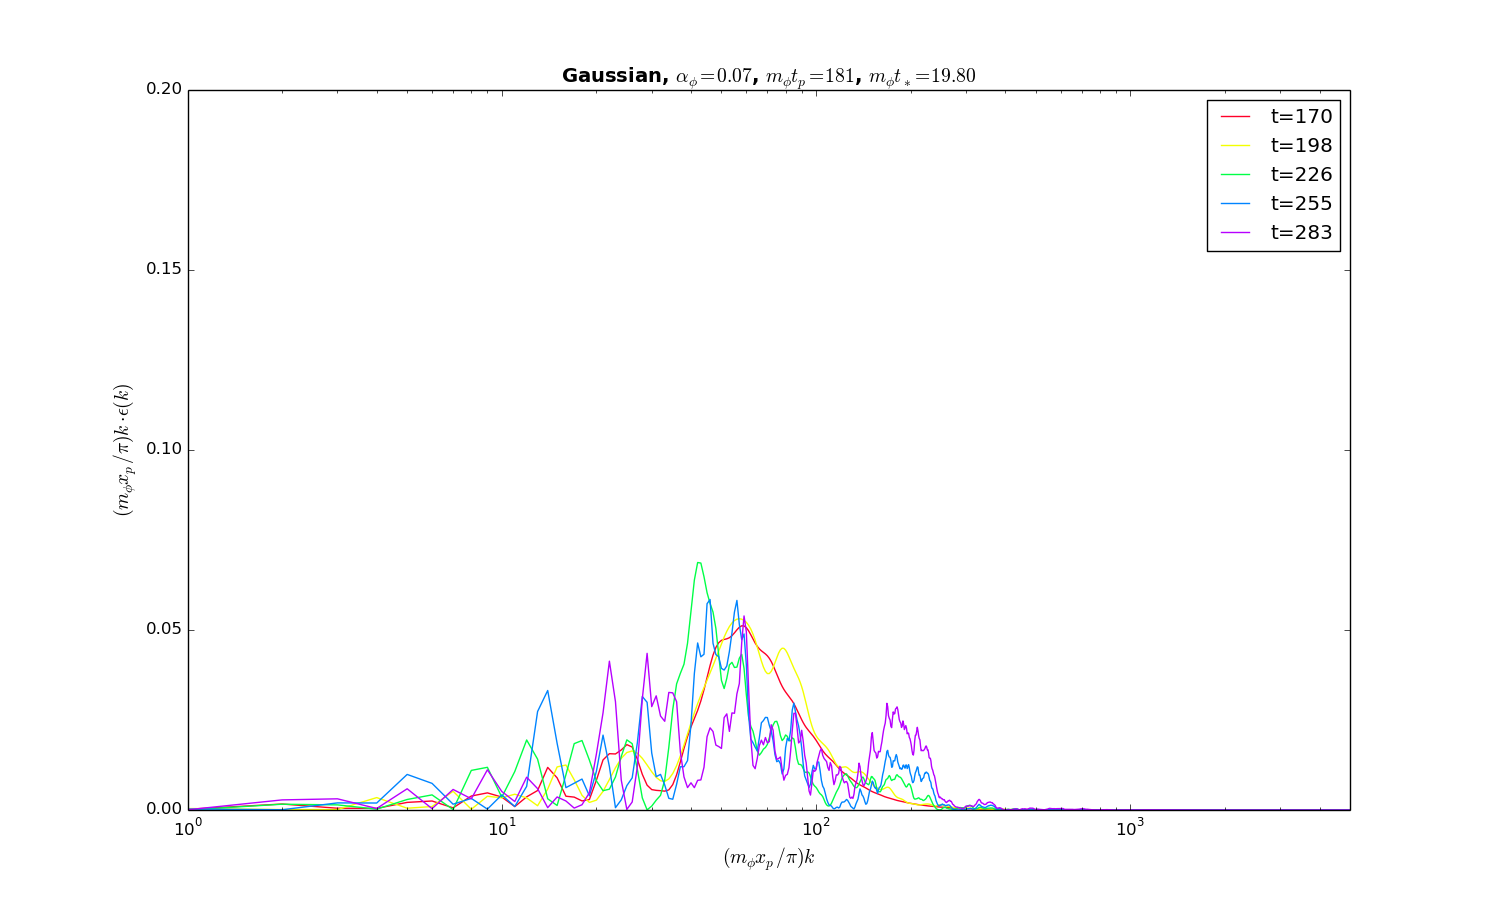 Gaussian, α_ϕ=0.07, m_ϕt_p=181, m_ϕt_*=19.80
0.20
t=170
t=198
t=226
t=255
t=283
0.15
0.10
(m_ϕx_p/π)k·ϵ(k)
0.05
0.00
10^0
10^1
10^2
10^3
(m_ϕx_p/π)k